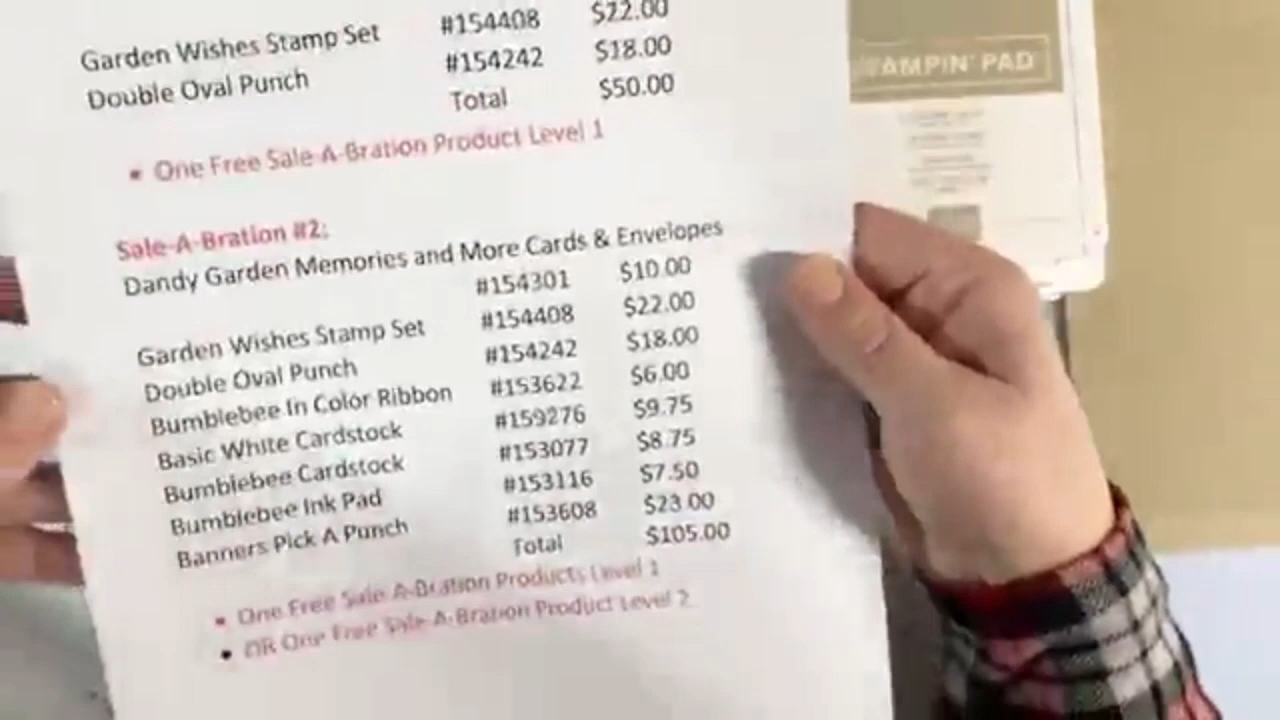 #154408 $22.00
Garden Wishes Stamp Set #154242 $18.00
Double Oval Punch Total $50.00
• One Free Sale-A-Bration Product Level 1
Sale-A-Bration #2:
Dandy Garden Memories and More Cards & Envelopes
#154301 $10.00
Garden Wishes Stamp Set #154408 $22.00
Double Oval Punch #154242 $18.00
Bumblebee In Color Ribbon #153622 $6.00
Basic White Cardstock #159276 $9.75
Bumblebee Cardstock #153077 $8.75
Bumblebee Ink Pad #153116 $7.50
Banners Pick A Punch #153608 $23.00
Total $105.00
• One Free Sale-A-Bration Products Level 1
• OR One Free Sale-A-Bration Product Level 2
STAMPIN' PAD